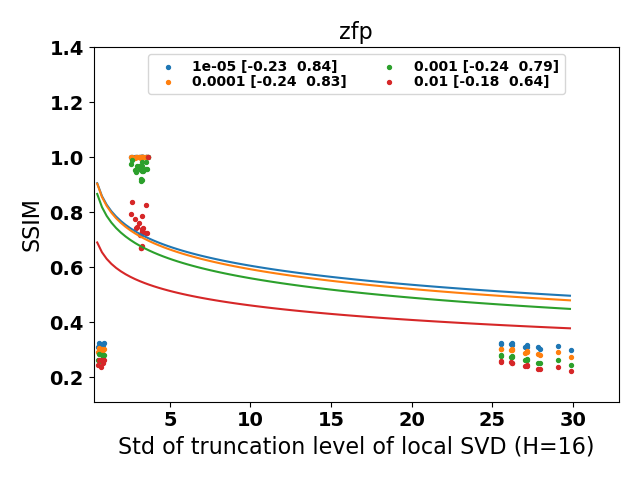 zfp
1e-05 [-0.23  0.84]
0.0001 [-0.24  0.83]
0.001 [-0.24  0.79]
0.01 [-0.18  0.64]
SSIM
1.4
1.2
1.0
0.8
0.6
0.4
0.2
5 10 15 20 25 30
Std of truncation level of local SVD (H=16)